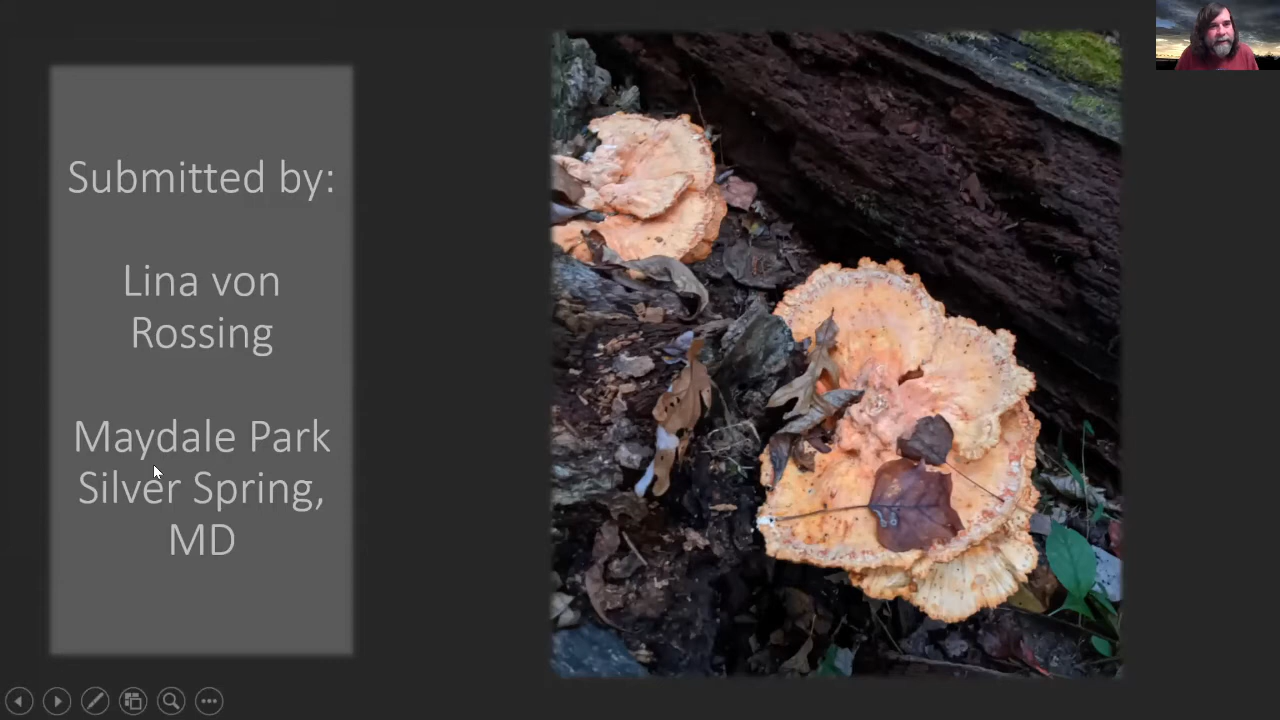 Submitted by:
Lina von
Rossing
Maydale Park
Silver Spring,
MD